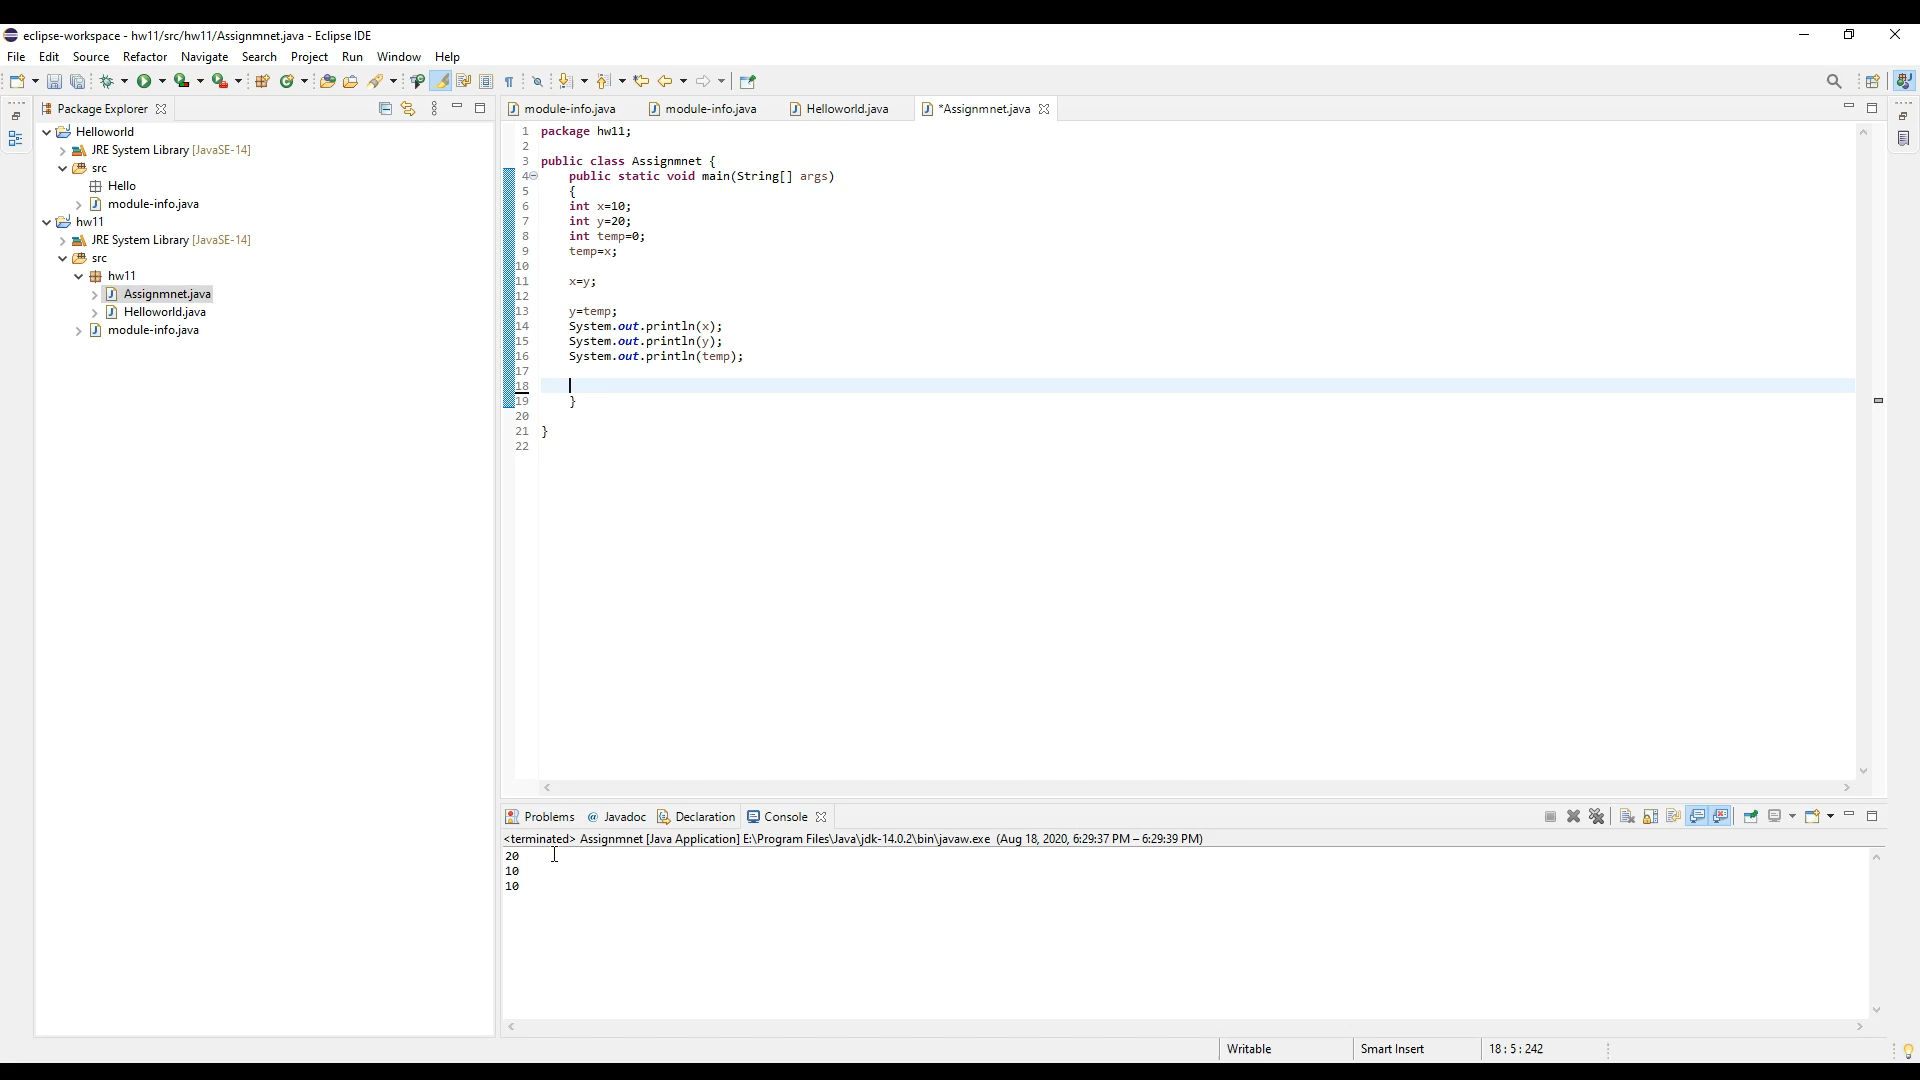 eclipse-workspace - hw11/src/hw11/Assignmnet.java - Eclipse IDE
File Edit Source Refactor Navigate Search Project Run Window Help
Package Explorer
module-info.java module-info.java Helloworld.java *Assignmnet.java
Helloworld
JRE System Library [JavaSE-14]
src
Hello
module-info.java
hw11
JRE System Library [JavaSE-14]
src
hw11
Assignmnet.java
Helloworld.java
module-info.java
1 package hw11;
2
3 public class Assignmnet {
4 public static void main(String[] args)
5 {
6 int x=10;
7 int y=20;
8 int temp=0;
9 temp=x;
10
11 x=y;
12
13 y=temp;
14 System.out.println(x);
15 System.out.println(y);
16 System.out.println(temp);
17
18
19 }
20
21 }
22
Problems @ Javadoc Declaration Console
<terminated> Assignmnet [Java Application] E:\Program Files\Java\jdk-14.0.2\bin\javaw.exe (Aug 18, 2020, 6:29:37 PM – 6:29:39 PM)
20
10
10
Writable Smart Insert 18 : 5 : 242